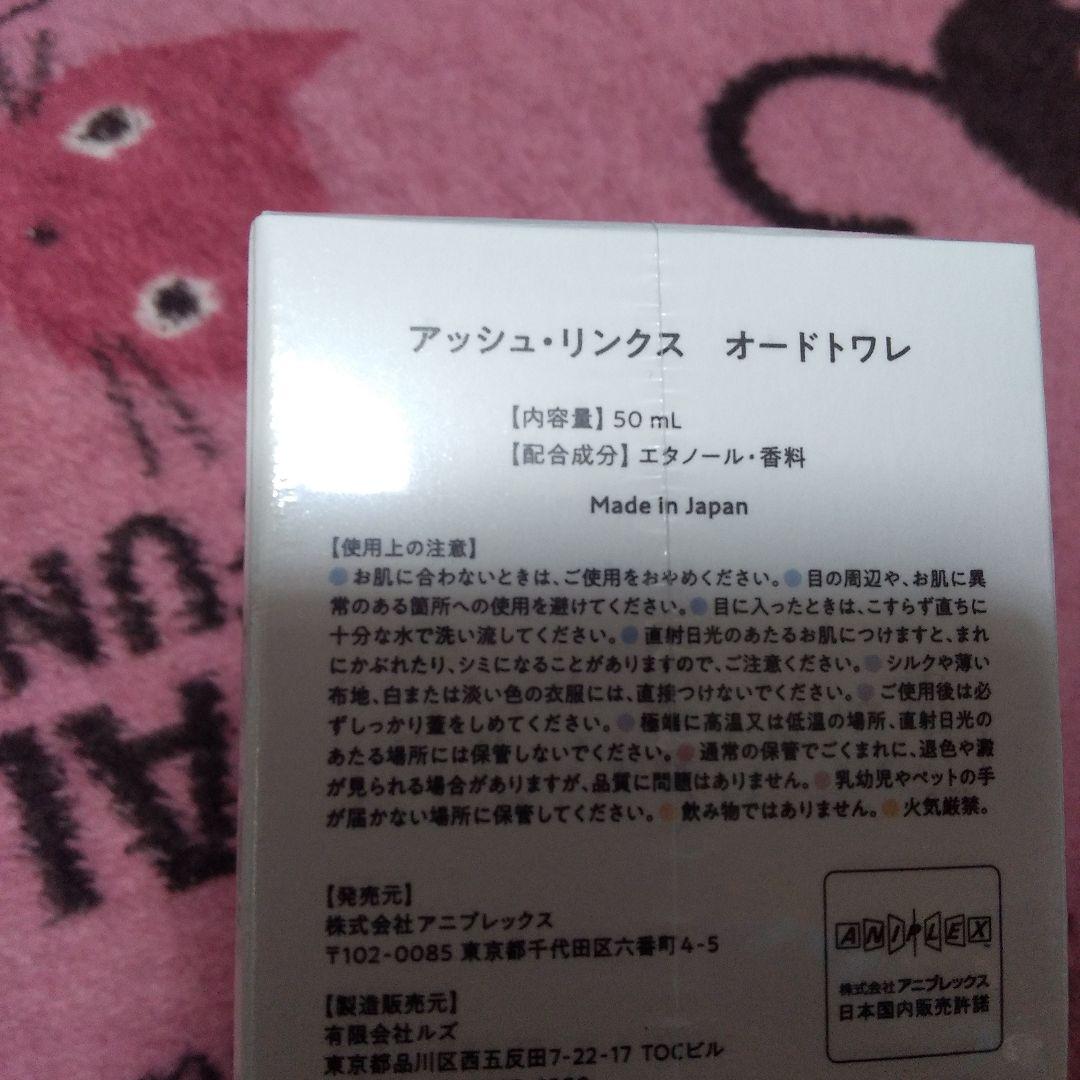 アッシュ・リンクス　オードトワレ
【内容量】50 mL
【配合成分】エタノール・香料
Made in Japan
【使用上の注意】
●お肌に合わないときは、ご使用をおやめください。●目の周辺や、お肌に異
常のある箇所への使用を避けてください。●目に入ったときは、こすらず直ちに
十分な水で洗い流してください。●直射日光のあたるお肌につけますと、まれ
にかぶれたり、シミになることがありますので、ご注意ください。●シルクや薄い
布地、白または淡い色の衣服には、直接つけないでください。●ご使用後は必
ずしっかり蓋をしめてください。●極端に高温又は低温の場所、直射日光の
あたる場所には保管しないでください。●通常の保管でごくまれに、退色や澱
が見られる場合がありますが、品質に問題はありません。●乳幼児やペットの手
が届かない場所に保管してください。●飲み物ではありません。●火気厳禁。
【発売元】
株式会社アニプレックス
〒102-0085 東京都千代田区六番町4-5
【製造販売元】
有限会社ルズ
東京都品川区西五反田7-22-17 TOCビル
ANIPLEX
株式会社アニプレックス
日本国内販売許諾